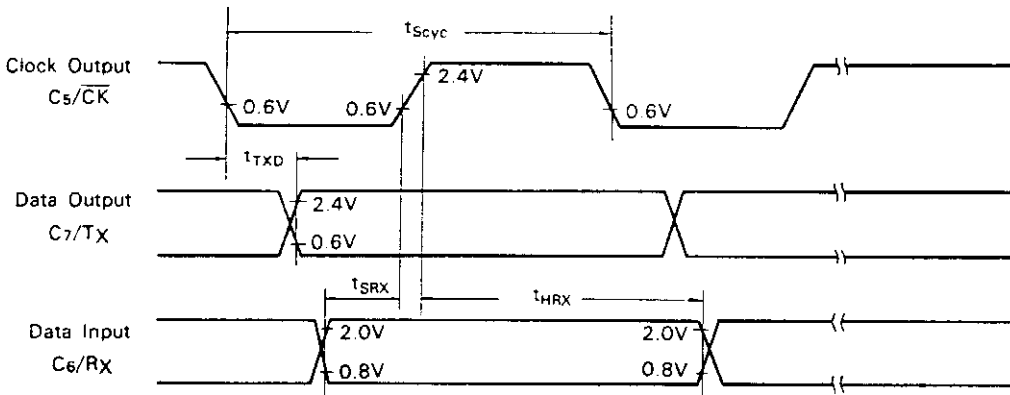 tScyc
Clock Output
C5/C̅K̅
2.4V
0.6V
0.6V
0.6V
tTXD
Data Output
C7/TX
2.4V
0.6V
tSRX
tHRX
Data Input
C6/RX
2.0V
2.0V
0.8V
0.8V